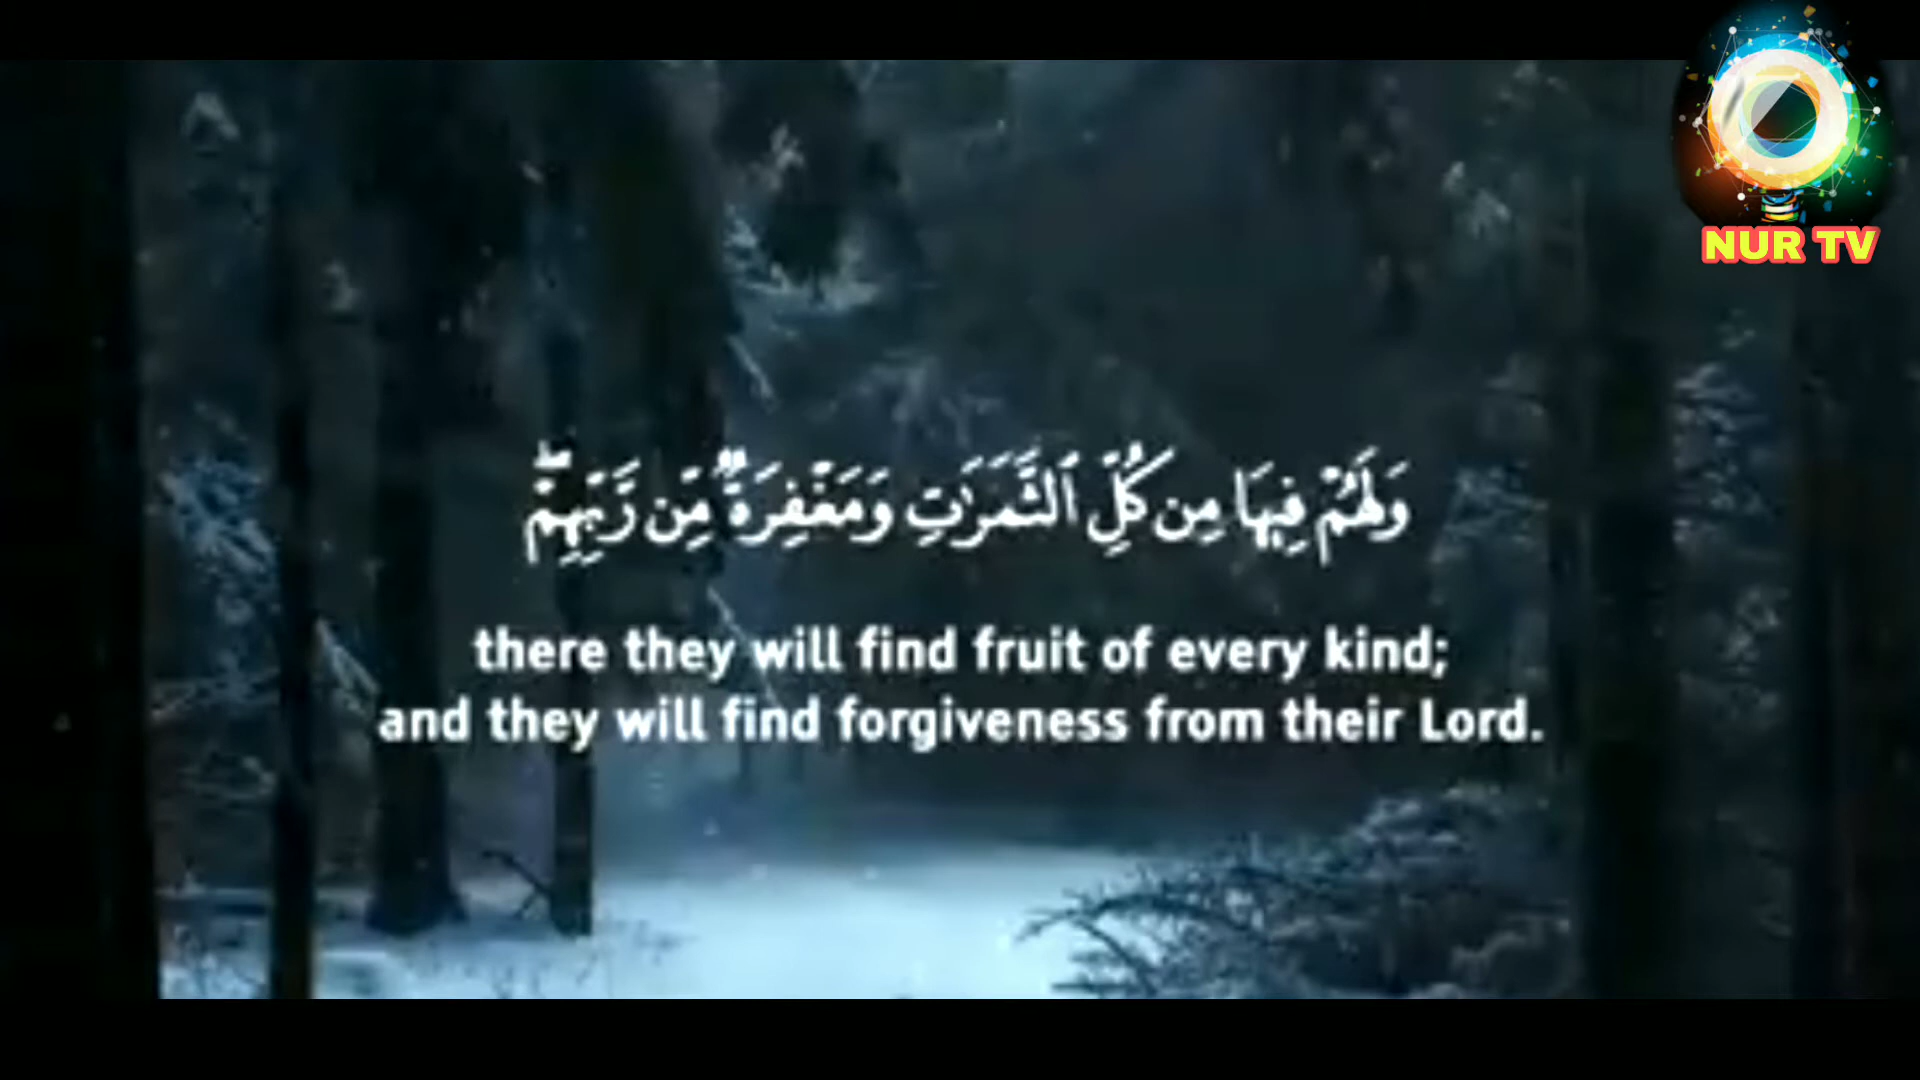 NUR TV
وَلَهُمْ فِيهَا مِن كُلِّ ٱلثَّمَرَٰتِ وَمَغْفِرَةٌ مِّن رَّبِّهِمْ ۖ
there they will find fruit of every kind;
and they will find forgiveness from their Lord.